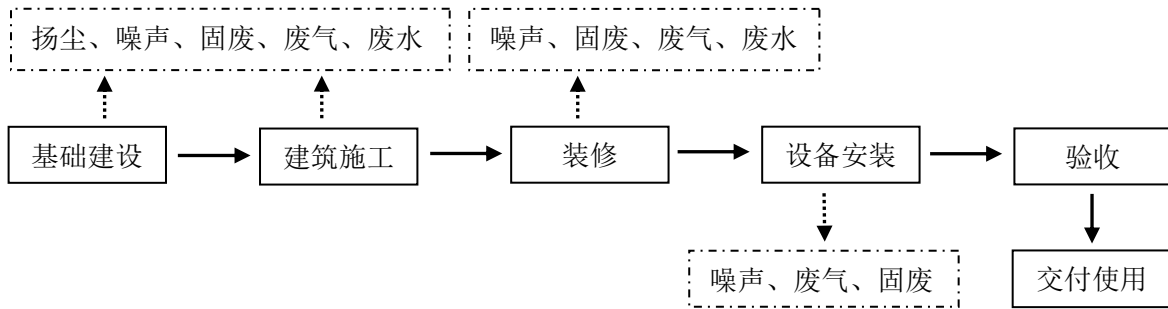 扬尘、噪声、固废、废气、废水
噪声、固废、废气、废水
基础建设
建筑施工
装修
设备安装
验收
噪声、废气、固废
交付使用